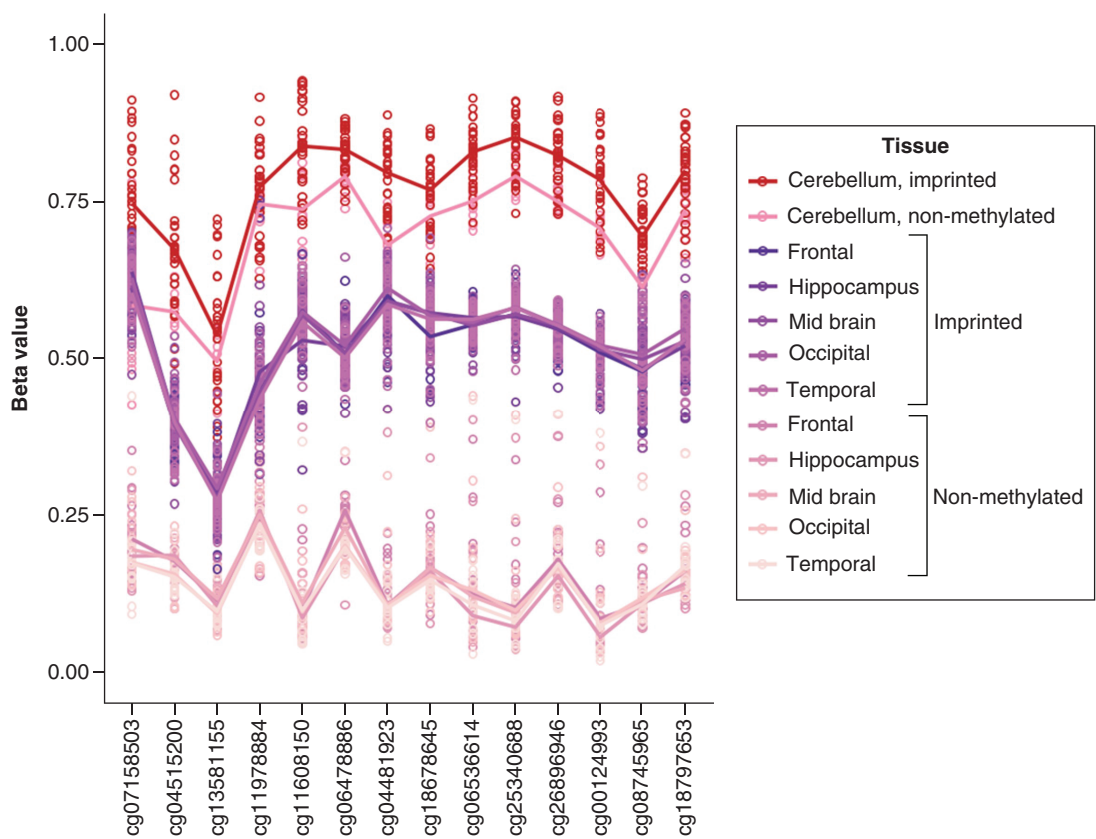 1.00
0.75
0.50
0.25
0.00
Beta value
cg07158503
cg04515200
cg13581155
cg11978884
cg11608150
cg06478886
cg04481923
cg18678645
cg06536614
cg25340688
cg26896946
cg00124993
cg08745965
cg18797653
Tissue
Cerebellum, imprinted
Cerebellum, non-methylated
Frontal
Hippocampus
Mid brain
Occipital
Temporal
Imprinted
Frontal
Hippocampus
Mid brain
Occipital
Temporal
Non-methylated